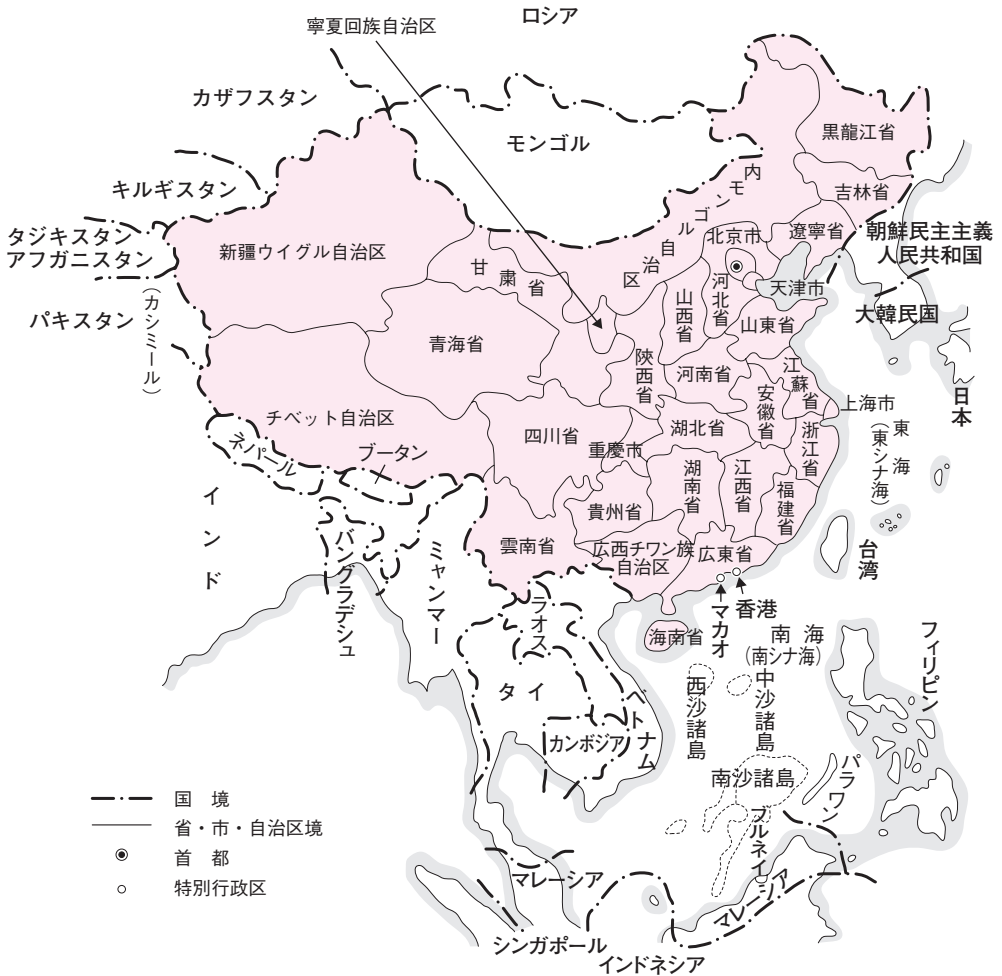 ロシア
寧夏回族自治区
カザフスタン
モンゴル
黒龍江省
内モンゴル自治区
吉林省
キルギスタン
タジキスタン
アフガニスタン
新疆ウイグル自治区
甘粛省
北京市
遼寧省
朝鮮民主主義
人民共和国
天津市
河北省
山西省
大韓民国
パキスタン
(カシミール)
青海省
山東省
陝西省
河南省
江蘇省
安徽省
上海市
日本
チベット自治区
四川省
重慶市
湖北省
浙江省
東海
(東シナ海)
ネパール
ブータン
湖南省
江西省
福建省
貴州省
インド
バングラデシュ
ミャンマー
雲南省
広西チワン族
自治区
広東省
台湾
マカオ
香港
ラオス
海南省
南海
(南シナ海)
フィリピン
タイ
ベトナム
西沙諸島
中沙諸島
カンボジア
南沙諸島
パラワン
ブルネイ
国境
省・市・自治区境
首都
特別行政区
マレーシア
マレーシア
シンガポール
インドネシア